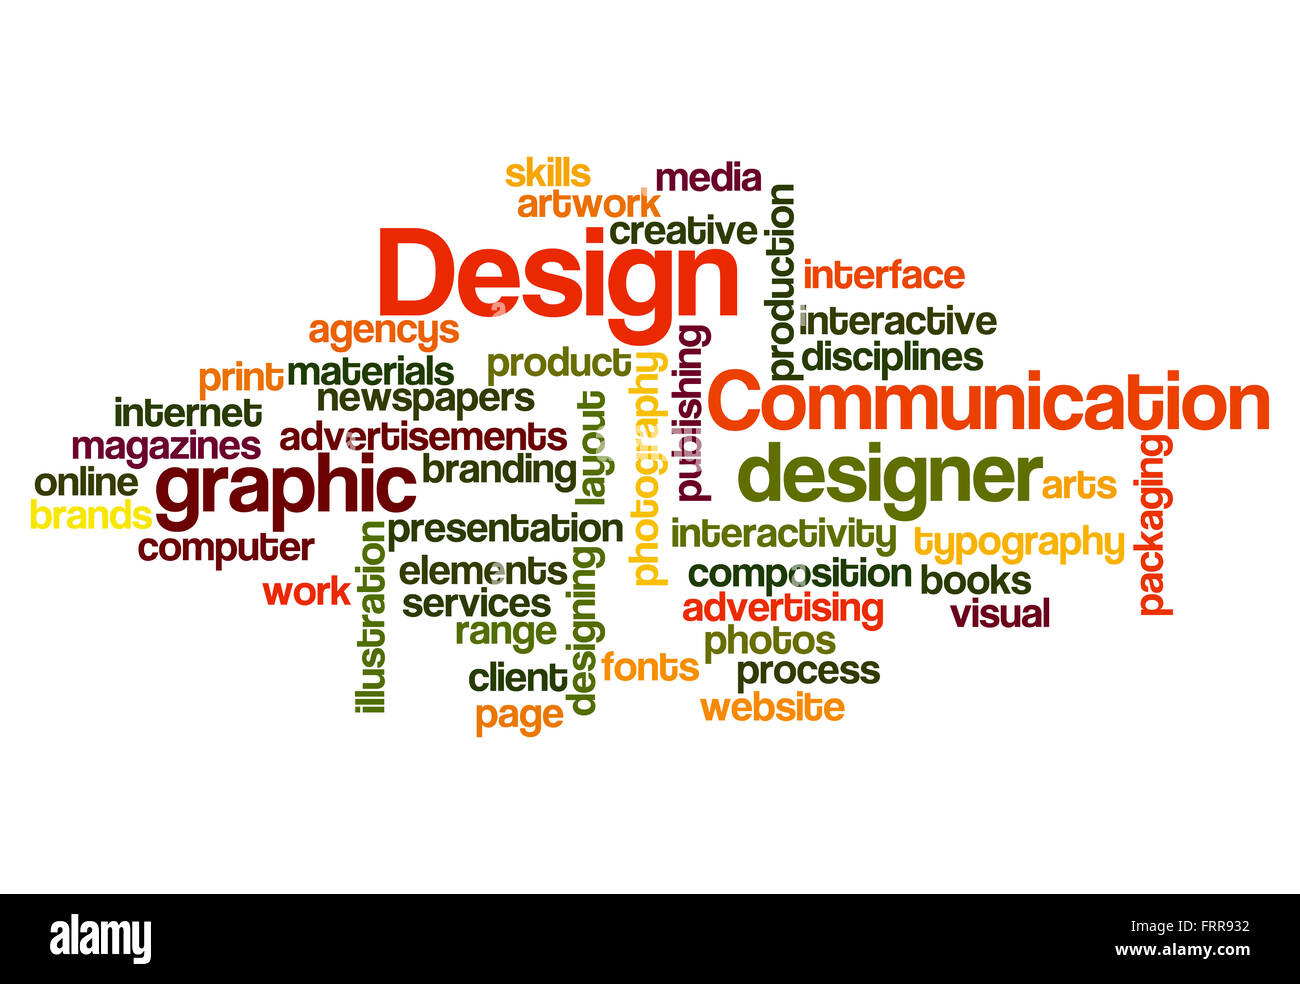 skills
media
artwork
creative
production
Design
interface
agencys
interactive
publishing
product
disciplines
print
materials
photography
Communication
newspapers
layout
internet
advertisements
magazines
branding
designer
packaging
online
graphic
arts
brands
presentation
illustration
interactivity
typography
computer
elements
designing
composition
books
work
services
advertising
visual
range
photos
client
fonts
process
page
website
alamy stock photo
FRR932
www.alamy.com